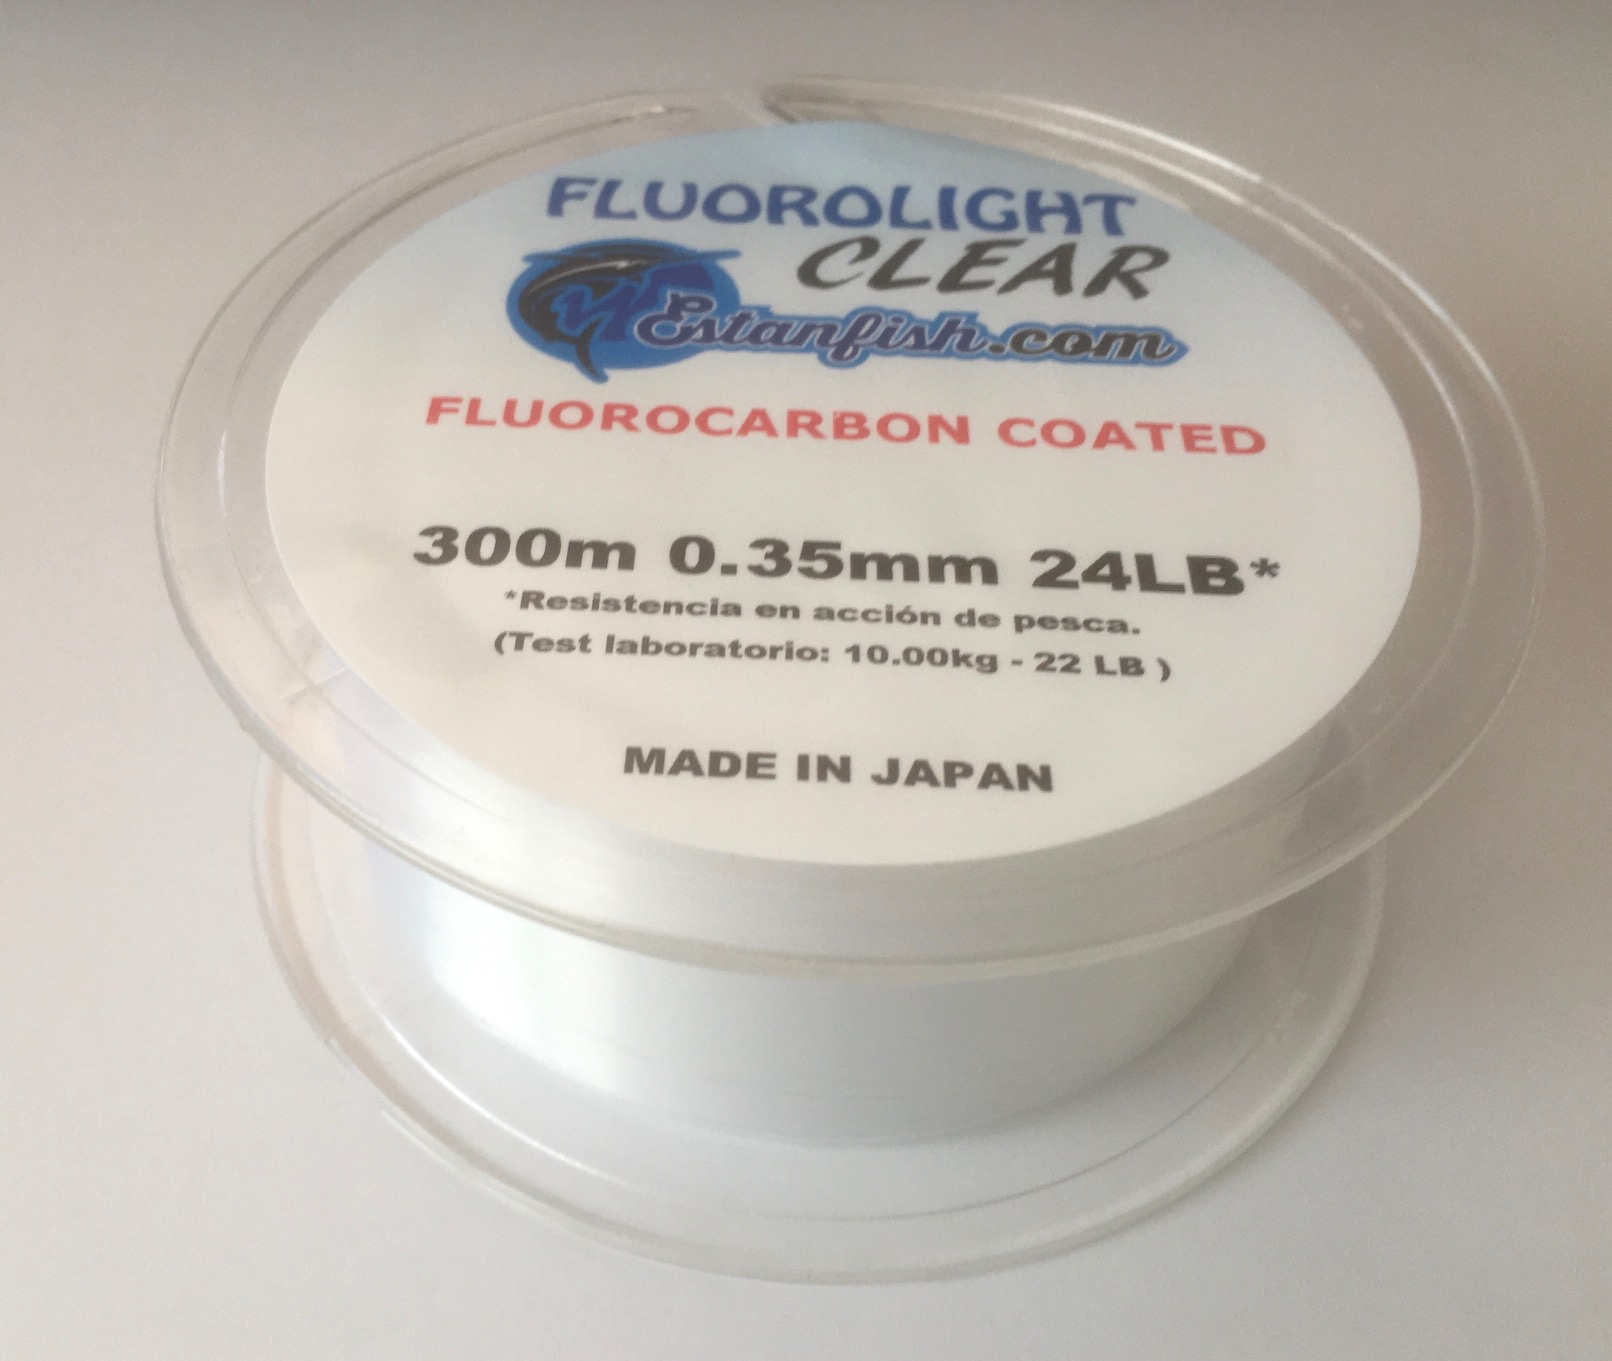 FLUOROLIGHT
CLEAR
Estanfish.com
FLUOROCARBON COATED
300m 0.35mm 24LB*
*Resistencia en acción de pesca.
(Test laboratorio: 10.00kg - 22 LB )
MADE IN JAPAN